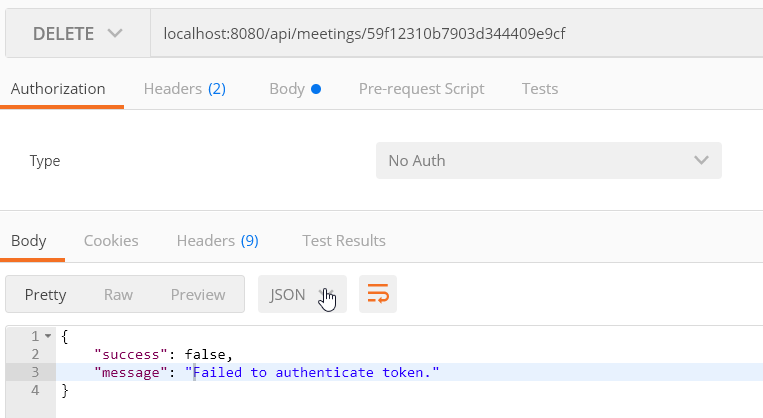 DELETE localhost:8080/api/meetings/59f12310b7903d344409e9cf
Authorization Headers (2) Body Pre-request Script Tests
Type No Auth
Body Cookies Headers (9) Test Results
Pretty Raw Preview JSON
1 {
2 "success": false,
3 "message": "Failed to authenticate token."
4 }